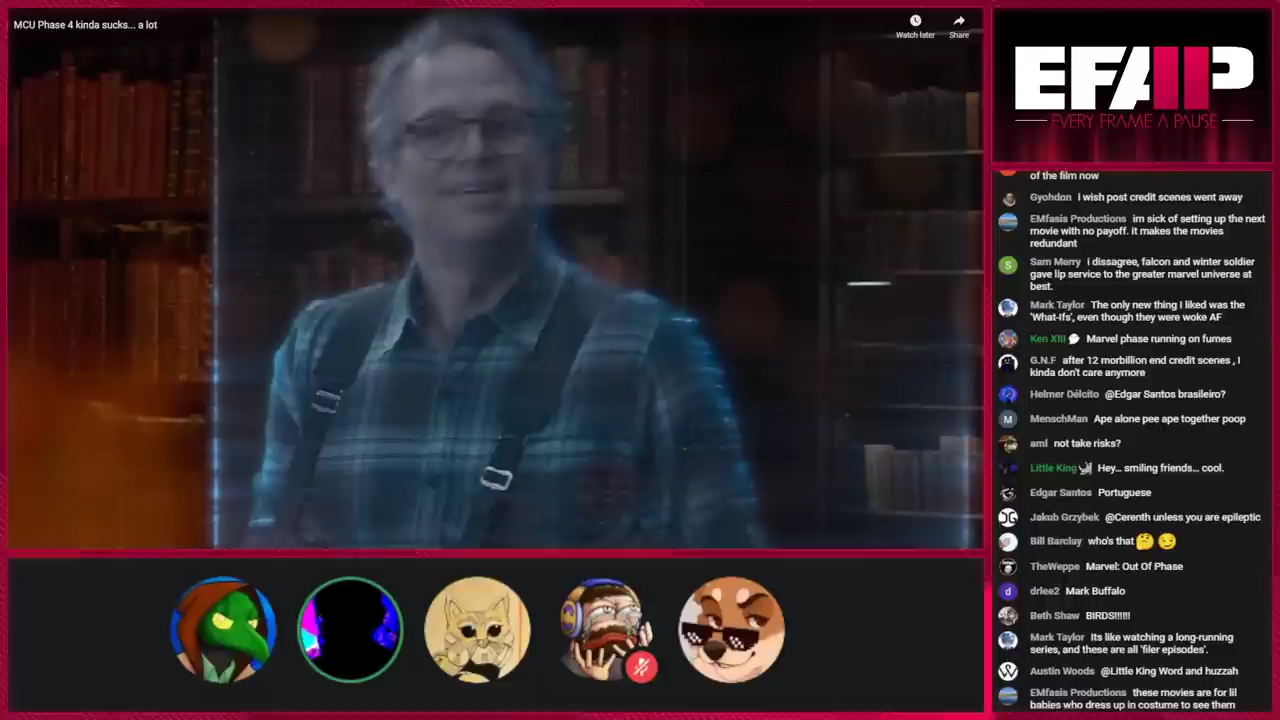 MCU Phase 4 kinda sucks... a lot
Watch later
Share
EFAP
EVERY FRAME A PAUSE
of the film now
Gyohdon i wish post credit scenes went away
EMfasis Productions im sick of setting up the next
movie with no payoff. it makes the movies
redundant
S
Sam Merry i dissagree, falcon and winter soldier
gave lip service to the greater marvel universe at
best.
Mark Taylor The only new thing I liked was the
'What-Ifs', even though they were woke AF
Ken XIII Marvel phase running on fumes
G.N.F after 12 morbillion end credit scenes , I
kinda don't care anymore
Helmer Délcito @Edgar Santos brasileiro?
M
MenschMan Ape alone pee ape together poop
aml not take risks?
Little King Hey... smiling friends... cool.
Edgar Santos Portuguese
Jakub Grzybek @Cerenth unless you are epileptic
Bill Barclay who's that 🤔 😏
TheWeppe Marvel: Out Of Phase
d
drlee2 Mark Buffalo
Beth Shaw BIRDS!!!!!!
Mark Taylor Its like watching a long-running
series, and these are all 'filer episodes'.
W
Austin Woods @Little King Word and huzzah
EMfasis Productions these movies are for lil
babies who dress up in costume to see them